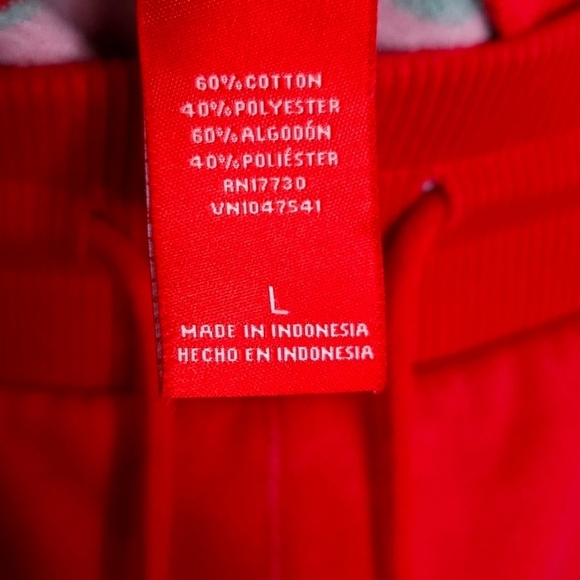 60% COTTON
40% POLYESTER
60% ALGODÓN
40% POLIÉSTER
RN17730
VN1047541
L
MADE IN INDONESIA
HECHO EN INDONESIA